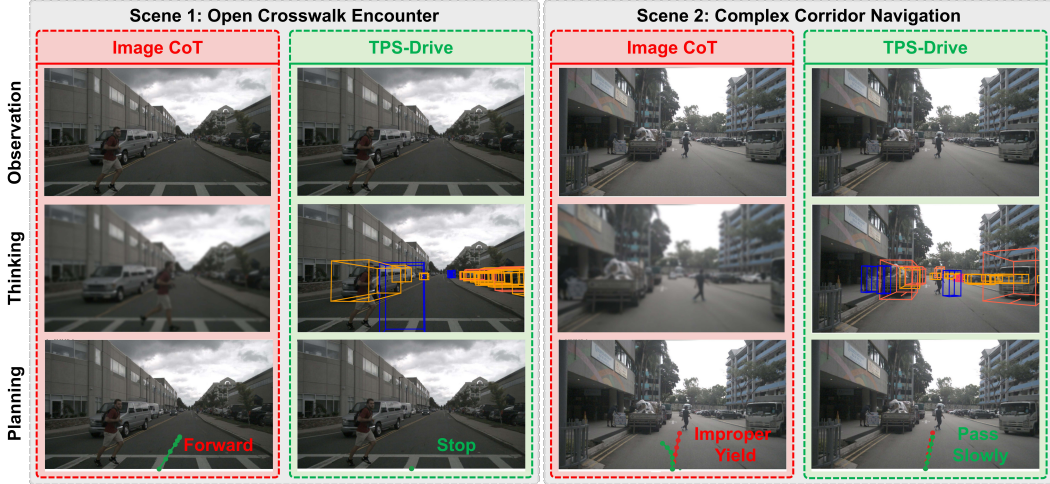 Scene 1: Open Crosswalk Encounter
Scene 2: Complex Corridor Navigation
Image CoT
TPS-Drive
Image CoT
TPS-Drive
Observation
Thinking
Planning
Forward
Stop
Improper
Yield
Pass
Slowly